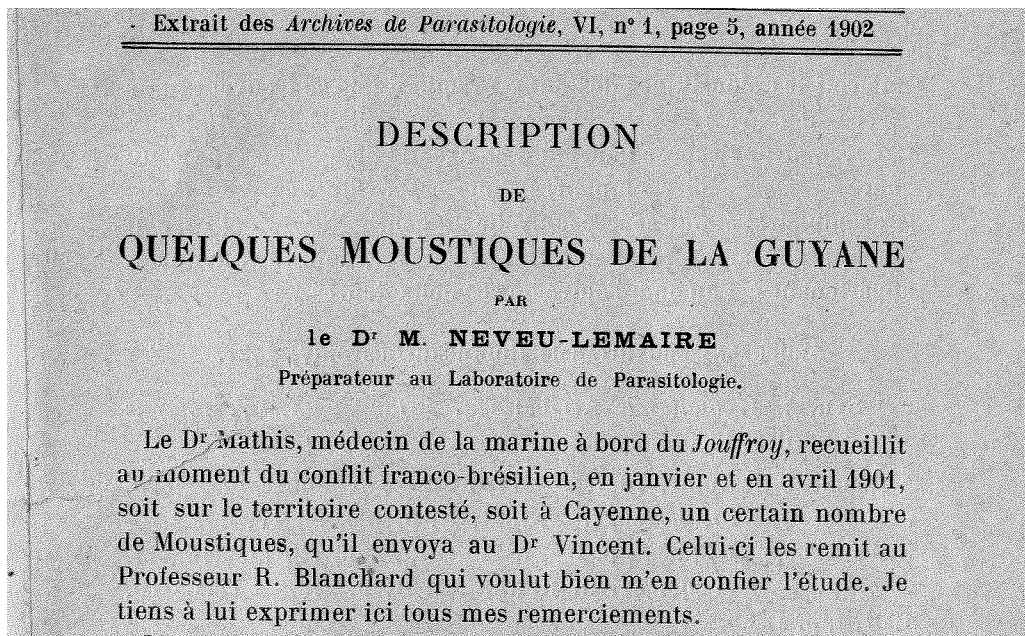 Extrait des Archives de Parasitologie, VI, n° 1, page 5, année 1902
DESCRIPTION
DE
QUELQUES MOUSTIQUES DE LA GUYANE
PAR
le Dr M. NEVEU-LEMAIRE
Préparateur au Laboratoire de Parasitologie.
Le Dr Mathis, médecin de la marine à bord du Jouffroy, recueillit
au moment du conflit franco-brésilien, en janvier et en avril 1901,
soit sur le territoire contesté, soit à Cayenne, un certain nombre
de Moustiques, qu'il envoya au Dr Vincent. Celui-ci les remit au
Professeur R. Blanchard qui voulut bien m'en confier l'étude. Je
tiens à lui exprimer ici tous mes remerciements.